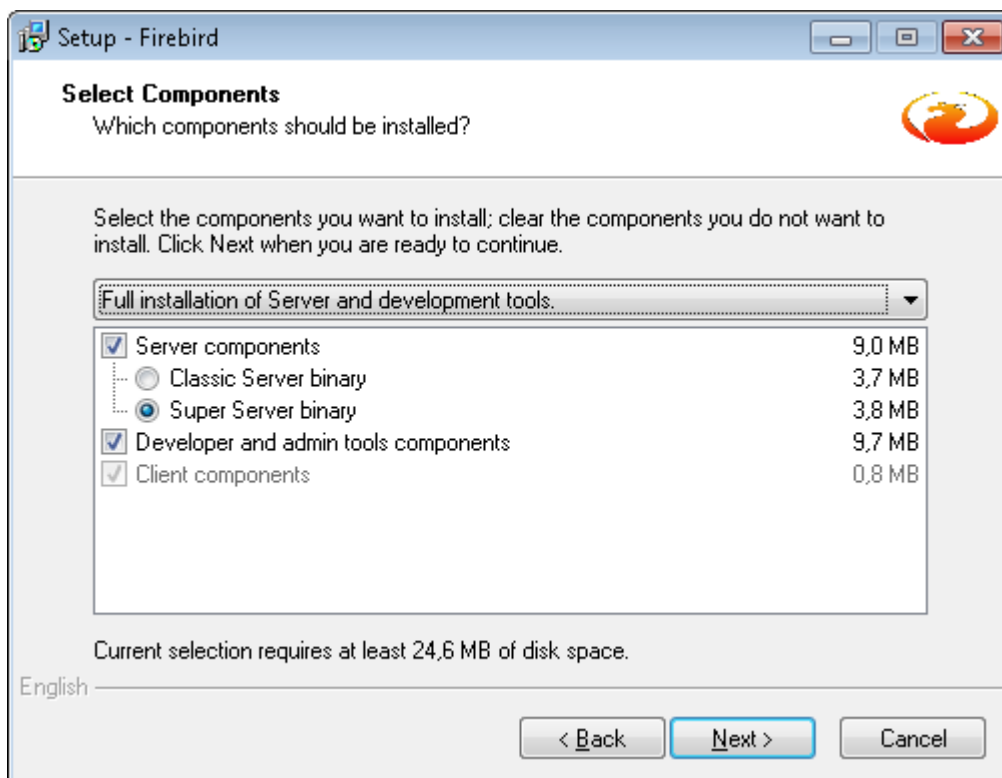 Setup - Firebird
Select Components
Which components should be installed?
Select the components you want to install; clear the components you do not want to
install. Click Next when you are ready to continue.
Full installation of Server and development tools.
Server components 9,0 MB
Classic Server binary 3,7 MB
Super Server binary 3,8 MB
Developer and admin tools components 9,7 MB
Client components 0,8 MB
Current selection requires at least 24,6 MB of disk space.
English
< Back Next > Cancel